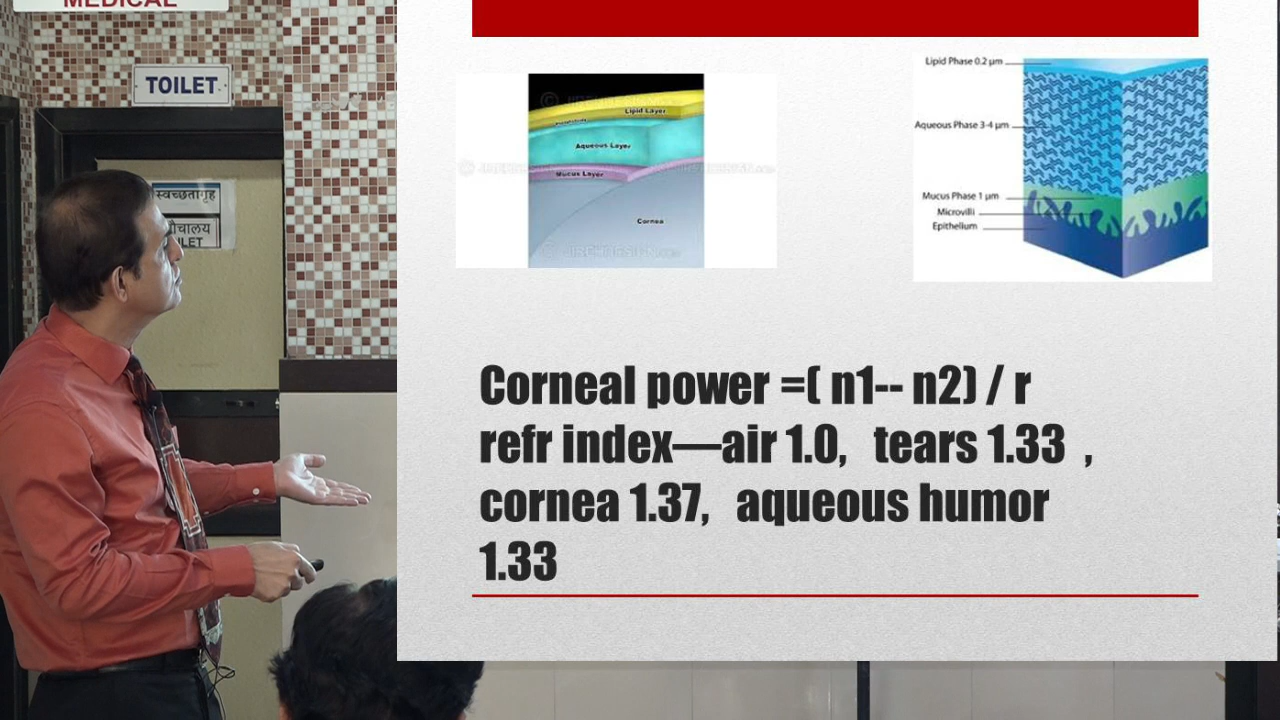 MEDICAL
TOILET
स्वच्छतागृह
TOILET
Lipid Layer
Aqueous Layer
Mucus Layer
Cornea
Lipid Phase 0.2 µm
Aqueous Phase 3-4 µm
Mucus Phase 1 µm
Microvilli
Epithelium
Corneal power =( n1-- n2) / r
refr index—air 1.0, tears 1.33 ,
cornea 1.37, aqueous humor
1.33